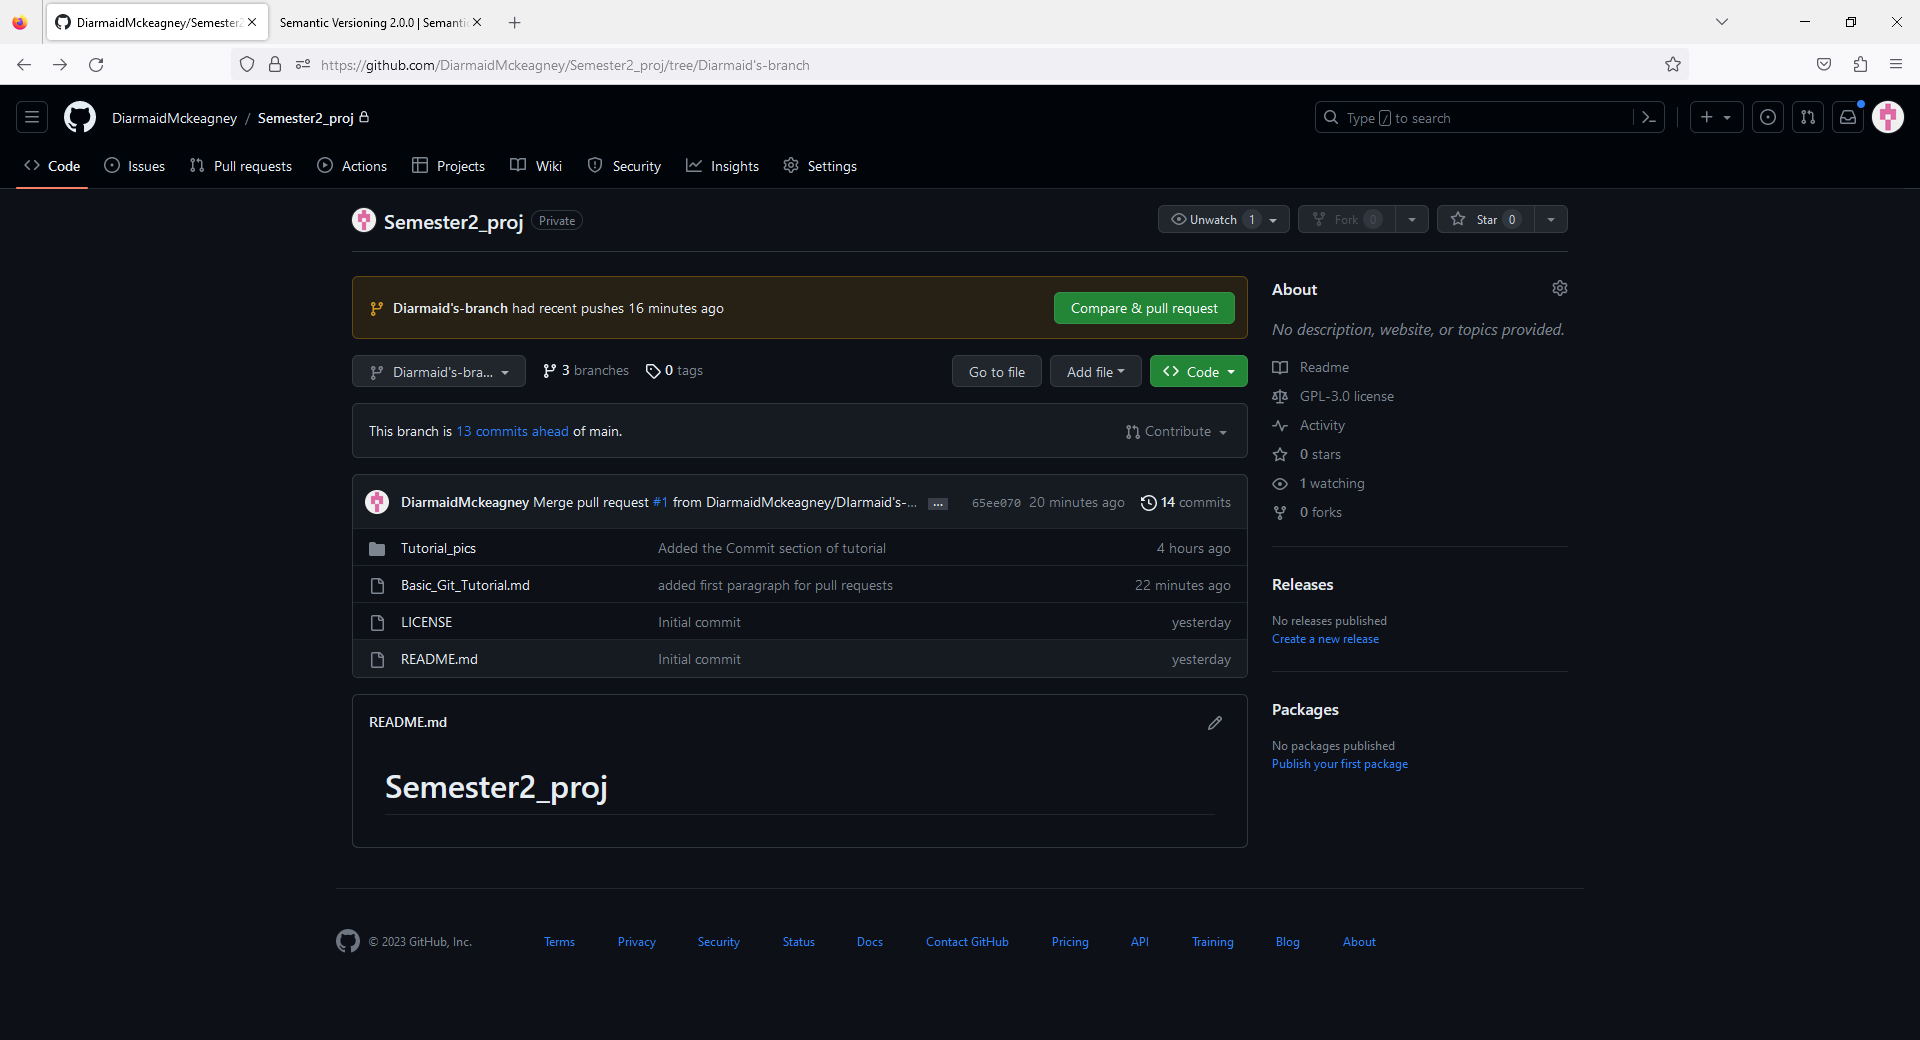 DiarmaidMckeagney/Semester2
Semantic Versioning 2.0.0 | Semantic
https://github.com/DiarmaidMckeagney/Semester2_proj/tree/Diarmaid's-branch
DiarmaidMckeagney / Semester2_proj
Type / to search
Code Issues Pull requests Actions Projects Wiki Security Insights Settings
Semester2_proj Private
Unwatch 1 Fork 0 Star 0
Diarmaid's-branch had recent pushes 16 minutes ago
Compare & pull request
Diarmaid's-bra... 3 branches 0 tags
Go to file Add file Code
This branch is 13 commits ahead of main.
Contribute
DiarmaidMckeagney Merge pull request #1 from DiarmaidMckeagney/DIarmaid's-... ... 65ee070 20 minutes ago 14 commits
Tutorial_pics Added the Commit section of tutorial 4 hours ago
Basic_Git_Tutorial.md added first paragraph for pull requests 22 minutes ago
LICENSE Initial commit yesterday
README.md Initial commit yesterday
README.md
Semester2_proj
About
No description, website, or topics provided.
Readme
GPL-3.0 license
Activity
0 stars
1 watching
0 forks
Releases
No releases published
Create a new release
Packages
No packages published
Publish your first package
© 2023 GitHub, Inc. Terms Privacy Security Status Docs Contact GitHub Pricing API Training Blog About